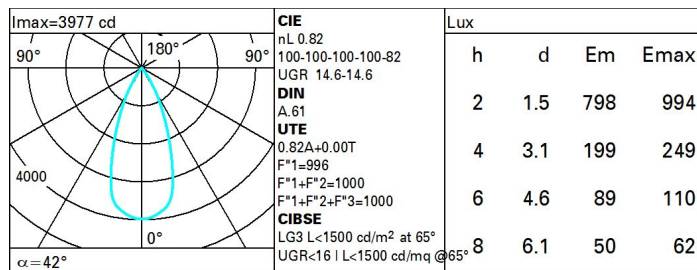 Imax=3977 cd
90°
180°
90°
4000
0°
α=42°
CIE
nL 0.82
100-100-100-100-82
UGR 14.6-14.6
DIN
A.61
UTE
0.82A+0.00T
F"1=996
F"1+F"2=1000
F"1+F"2+F"3=1000
CIBSE
LG3 L<1500 cd/m² at 65°
UGR<16 | L<1500 cd/mq @65°
Lux
h d Em Emax
2 1.5 798 994
4 3.1 199 249
6 4.6 89 110
8 6.1 50 62